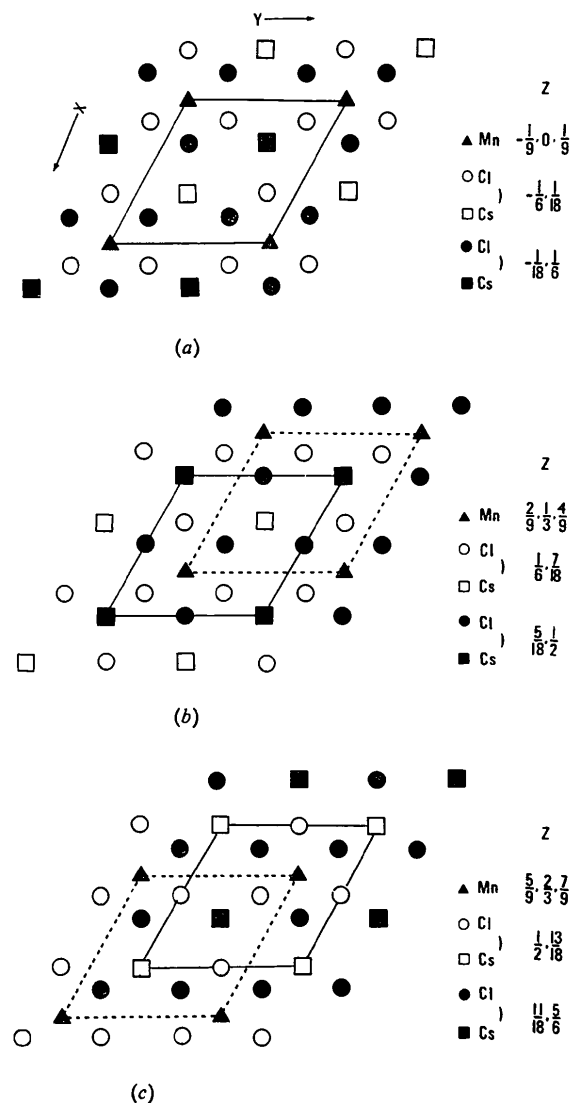 Y
X
Z
Mn -1/9, 0, 1/9
Cl
Cs ) -1/6, 1/18
Cl
Cs ) -1/18, 1/6
(a)
Z
Mn 2/9, 1/3, 4/9
Cl
Cs ) 1/6, 7/18
Cl
Cs ) 5/18, 1/2
(b)
Z
Mn 5/9, 2/3, 7/9
Cl
Cs ) 1/2, 13/18
Cl
Cs ) 11/18, 5/6
(c)